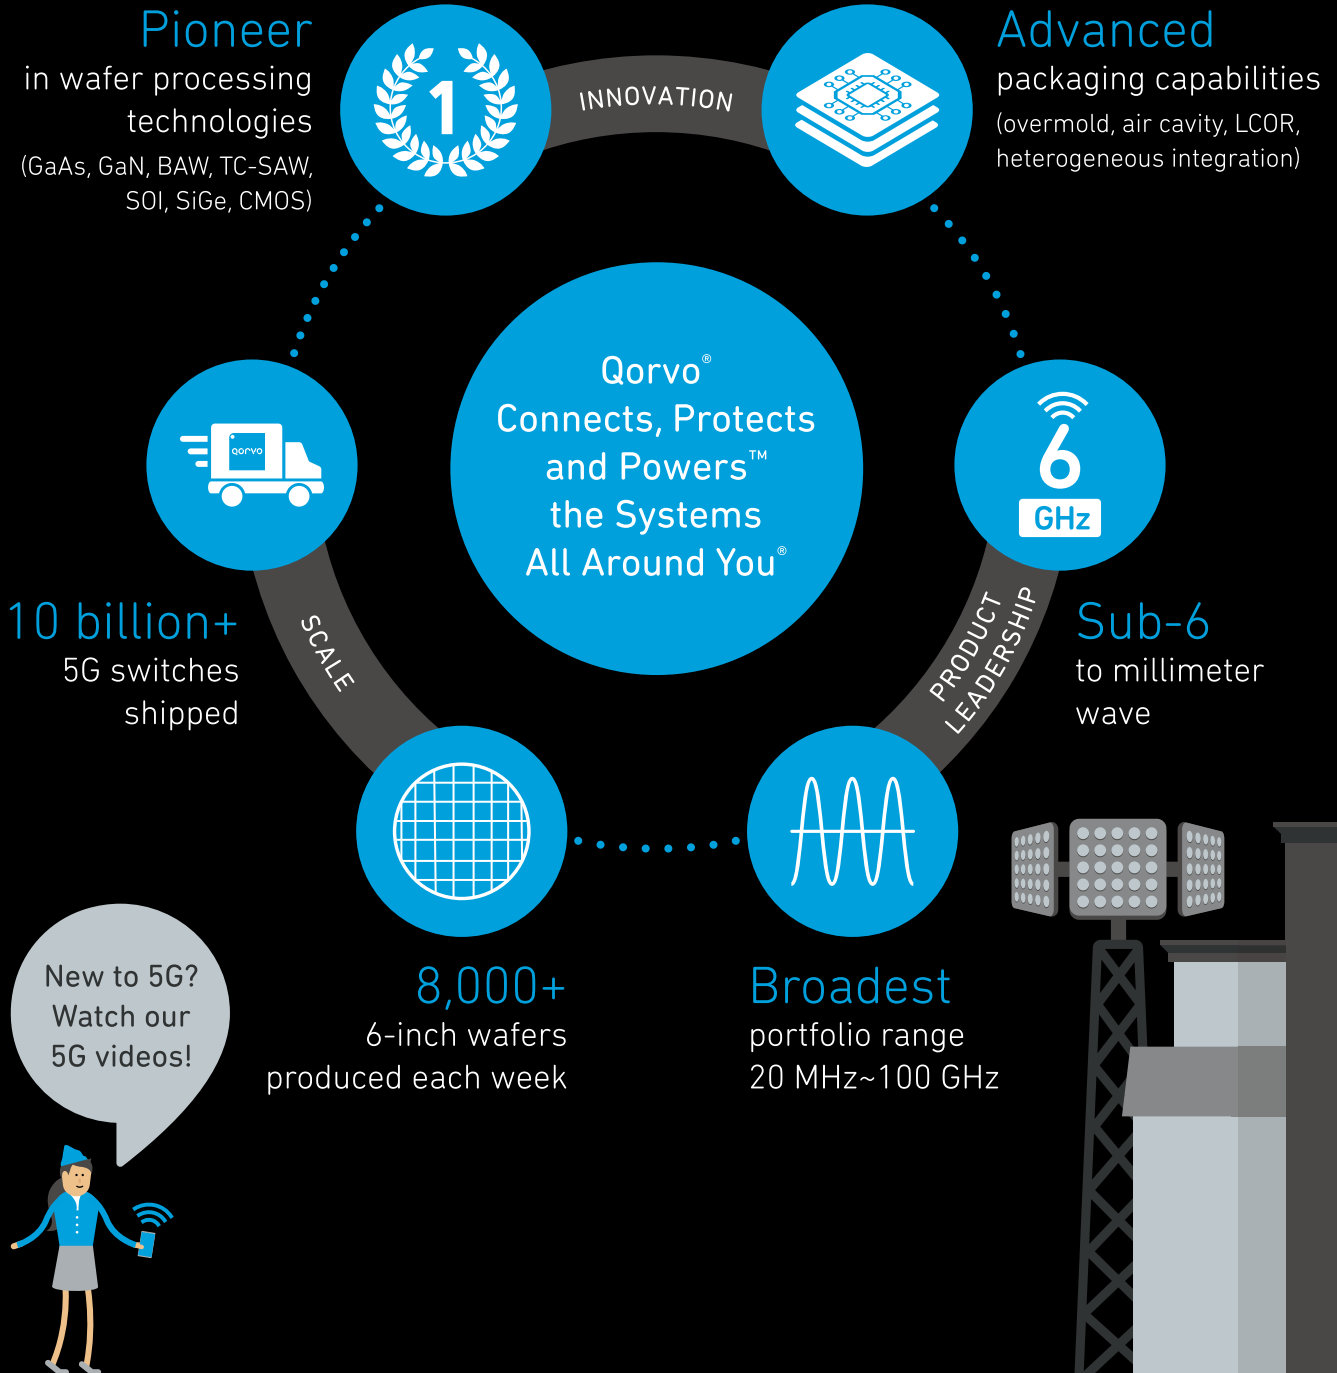 Pioneer
in wafer processing
technologies
(GaAs, GaN, BAW, TC-SAW,
SOI, SiGe, CMOS)
1
INNOVATION
Advanced
packaging capabilities
(overmold, air cavity, LCOR,
heterogeneous integration)
Qorvo®
Connects, Protects
and Powers™
the Systems
All Around You®
QORVO
6
GHz
10 billion+
5G switches
shipped
SCALE
PRODUCT
LEADERSHIP
Sub-6
to millimeter
wave
8,000+
6-inch wafers
produced each week
Broadest
portfolio range
20 MHz~100 GHz
New to 5G?
Watch our
5G videos!